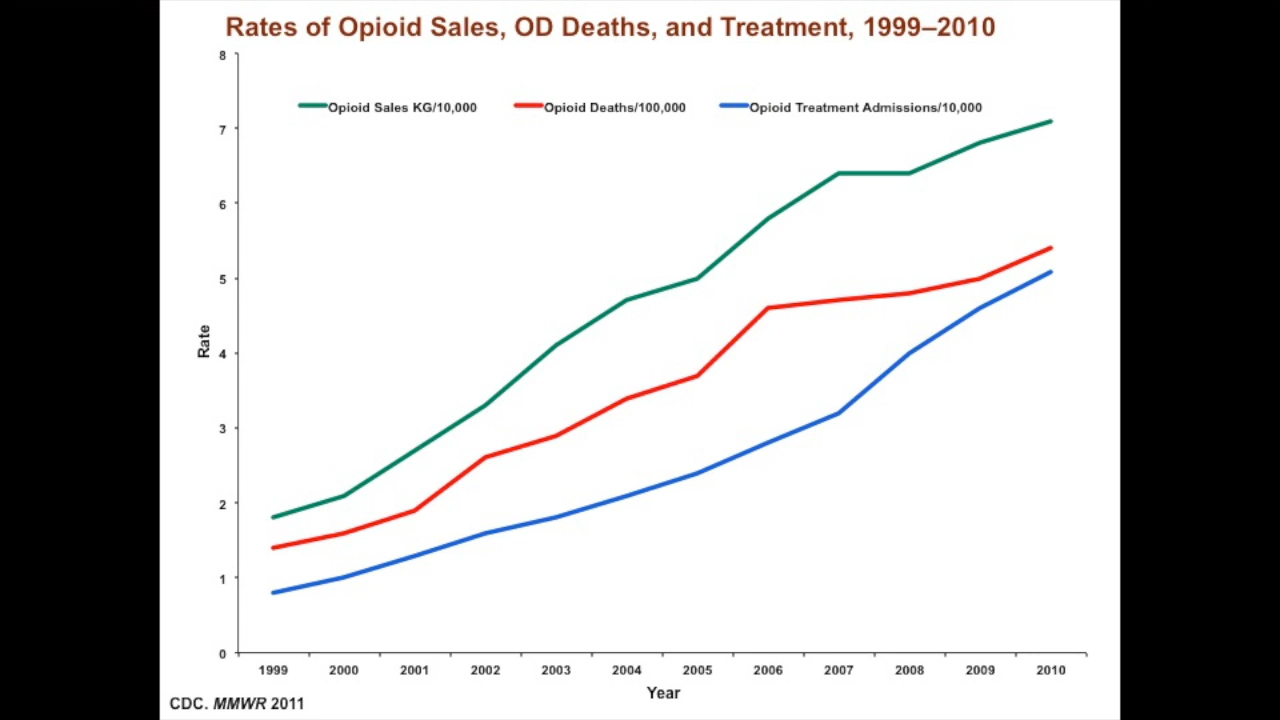 Rates of Opioid Sales, OD Deaths, and Treatment, 1999–2010
8
Opioid Sales KG/10,000 Opioid Deaths/100,000 Opioid Treatment Admissions/10,000
7
6
5
Rate
4
3
2
1
0
1999 2000 2001 2002 2003 2004 2005 2006 2007 2008 2009 2010
Year
CDC. MMWR 2011